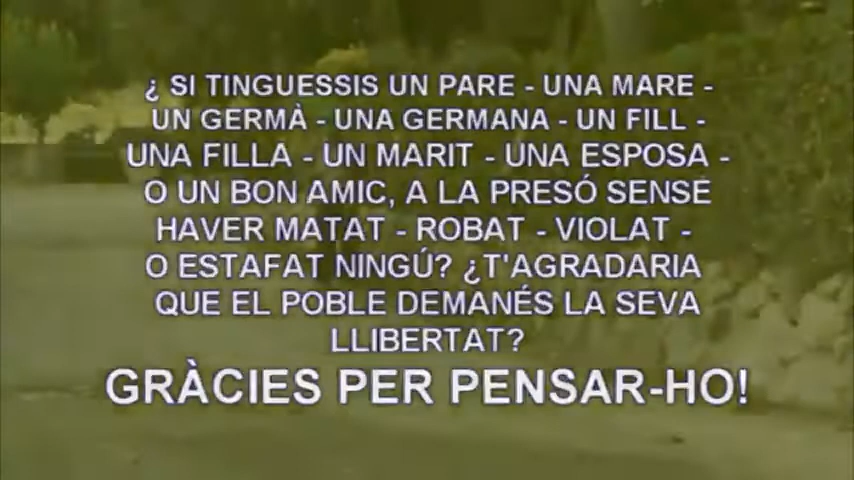 ¿ SI TINGUESSIS UN PARE - UNA MARE -
UN GERMÀ - UNA GERMANA - UN FILL -
UNA FILLA - UN MARIT - UNA ESPOSA -
O UN BON AMIC, A LA PRESÓ SENSE
HAVER MATAT - ROBAT - VIOLAT -
O ESTAFAT NINGÚ? ¿T'AGRADARIA
QUE EL POBLE DEMANÉS LA SEVA
LLIBERTAT?
GRÀCIES PER PENSAR-HO!